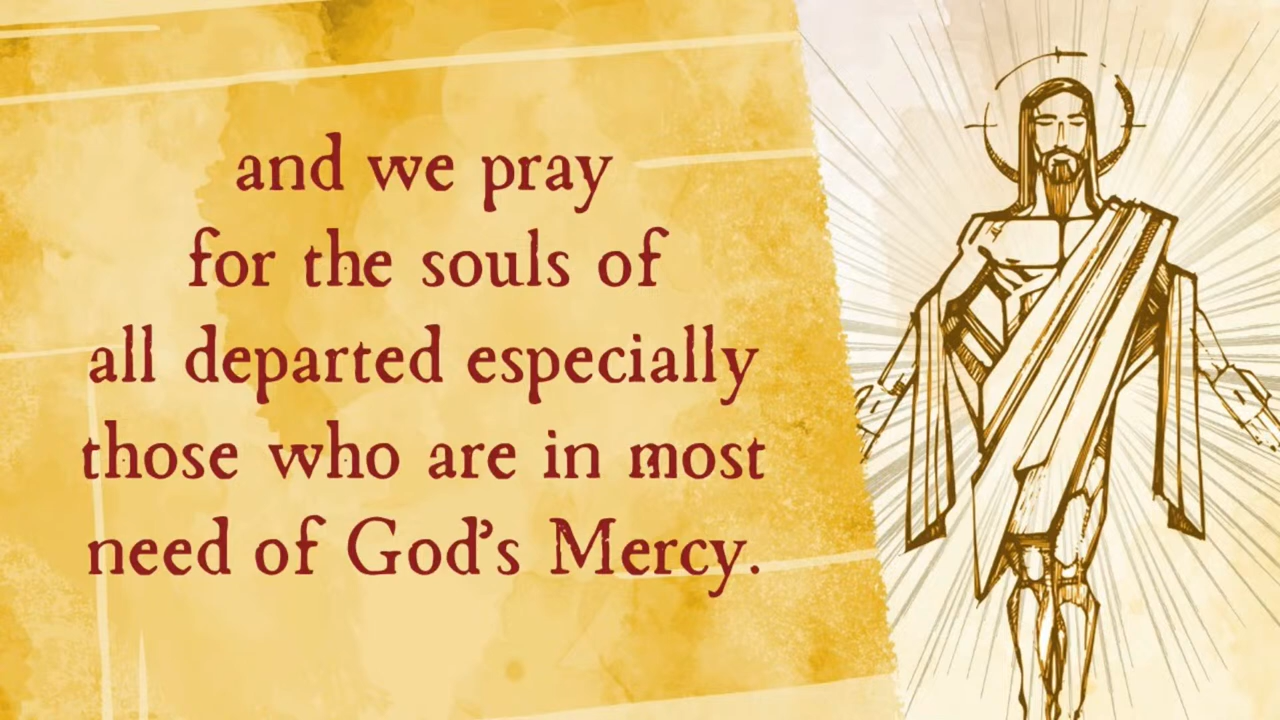 and we pray
for the souls of
all departed especially
those who are in most
need of God's Mercy.